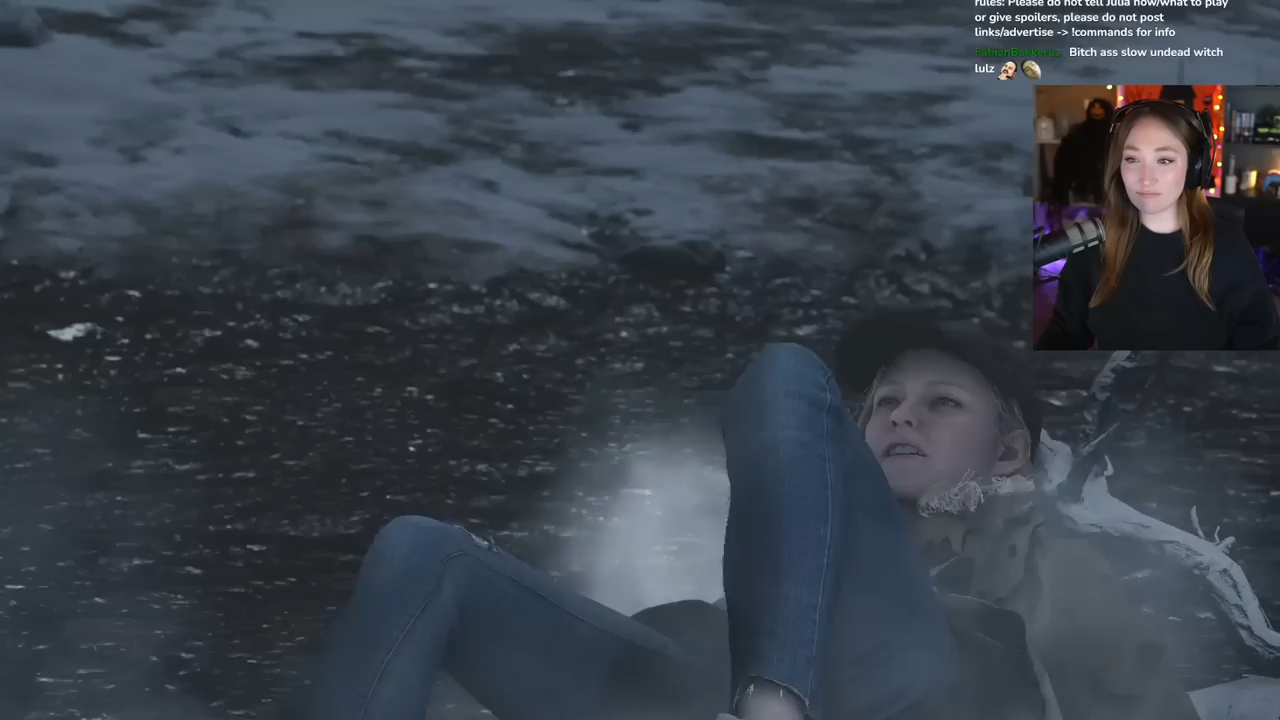 rules: Please do not tell Julia how/what to play
or give spoilers, please do not post
links/advertise -> !commands for info
FabianBakkerus Bitch ass slow undead witch
lulz